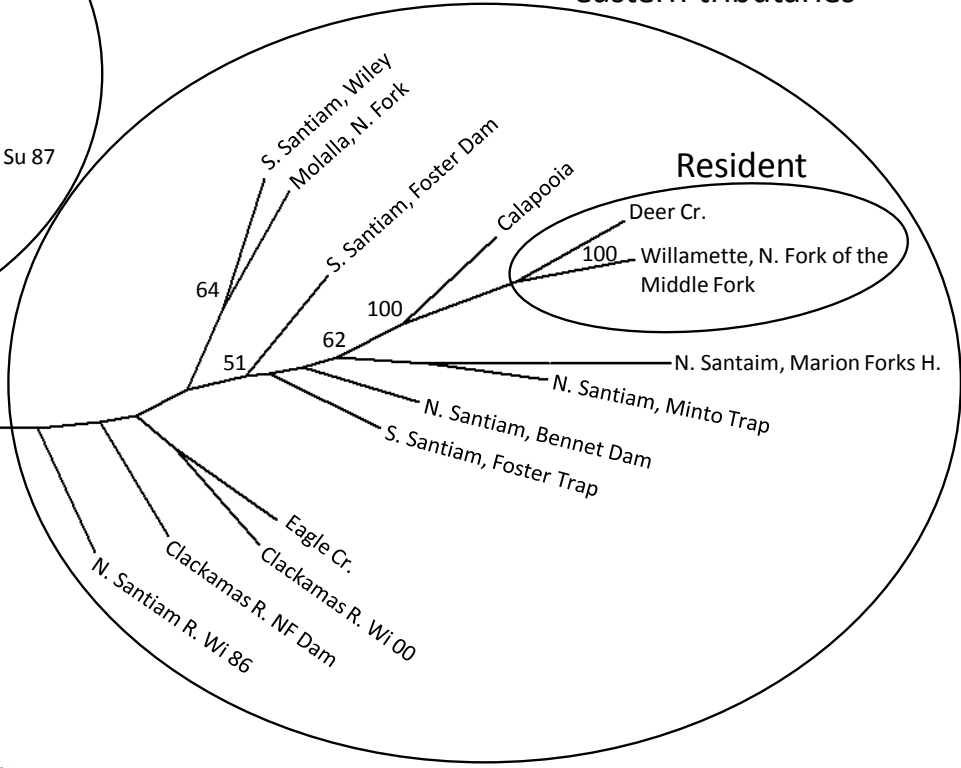 eastern tributaries
Su 87
S. Santiam, Wiley
Molalla, N. Fork
S. Santiam, Foster Dam
Calapooia
Resident
Deer Cr.
100
Willamette, N. Fork of the
Middle Fork
64
100
62
51
N. Santaim, Marion Forks H.
N. Santiam, Minto Trap
N. Santiam, Bennet Dam
S. Santiam, Foster Trap
Eagle Cr.
Clackamas R. Wi 00
Clackamas R. NF Dam
N. Santiam R. Wi 86